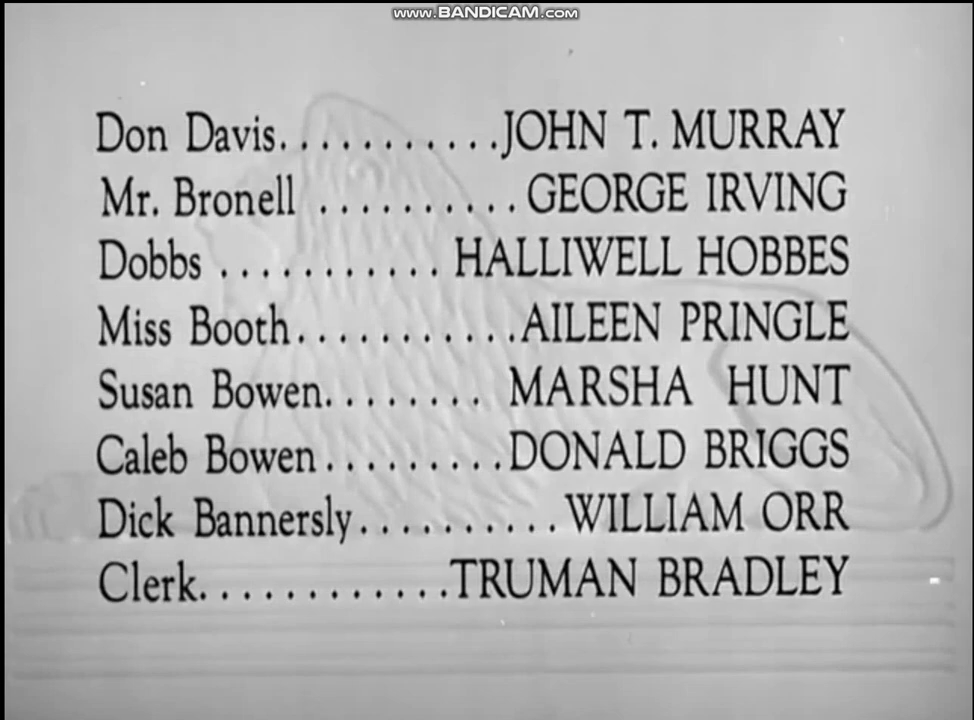 www.BANDICAM.com
Don Davis...........JOHN T. MURRAY
Mr. Bronell ..........GEORGE IRVING
Dobbs ...........HALLIWELL HOBBES
Miss Booth...........AILEEN PRINGLE
Susan Bowen........ MARSHA HUNT
Caleb Bowen.........DONALD BRIGGS
Dick Bannersly..........WILLIAM ORR
Clerk.............TRUMAN BRADLEY